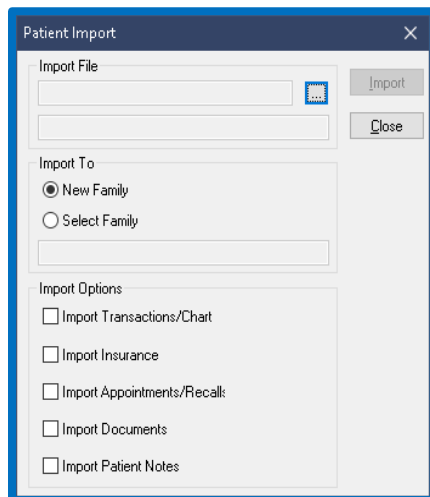 Patient Import
Import File
...
Import
Close
Import To
New Family
Select Family
Import Options
Import Transactions/Chart
Import Insurance
Import Appointments/Recalls
Import Documents
Import Patient Notes